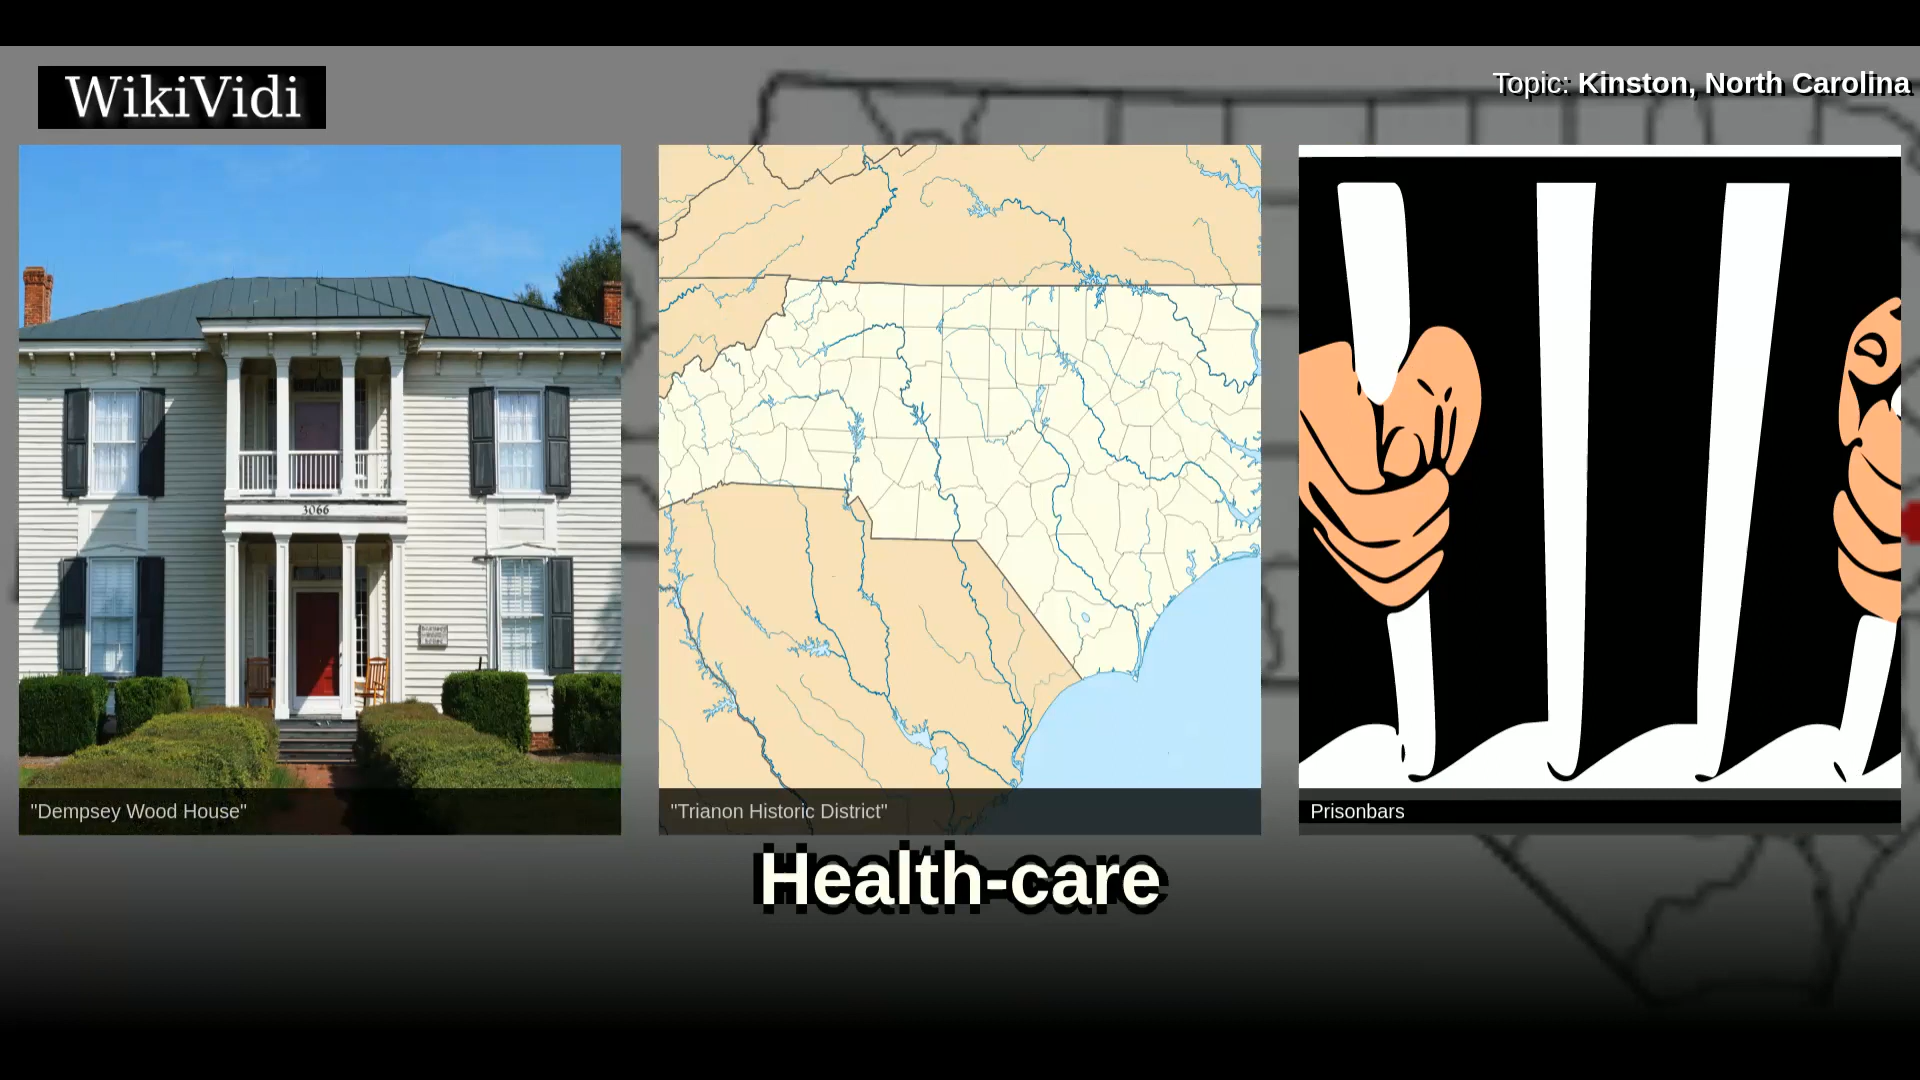 WikiVidi
Topic: Kinston, North Carolina
3066
"Dempsey Wood House"
"Trianon Historic District"
Prisonbars
Health-care